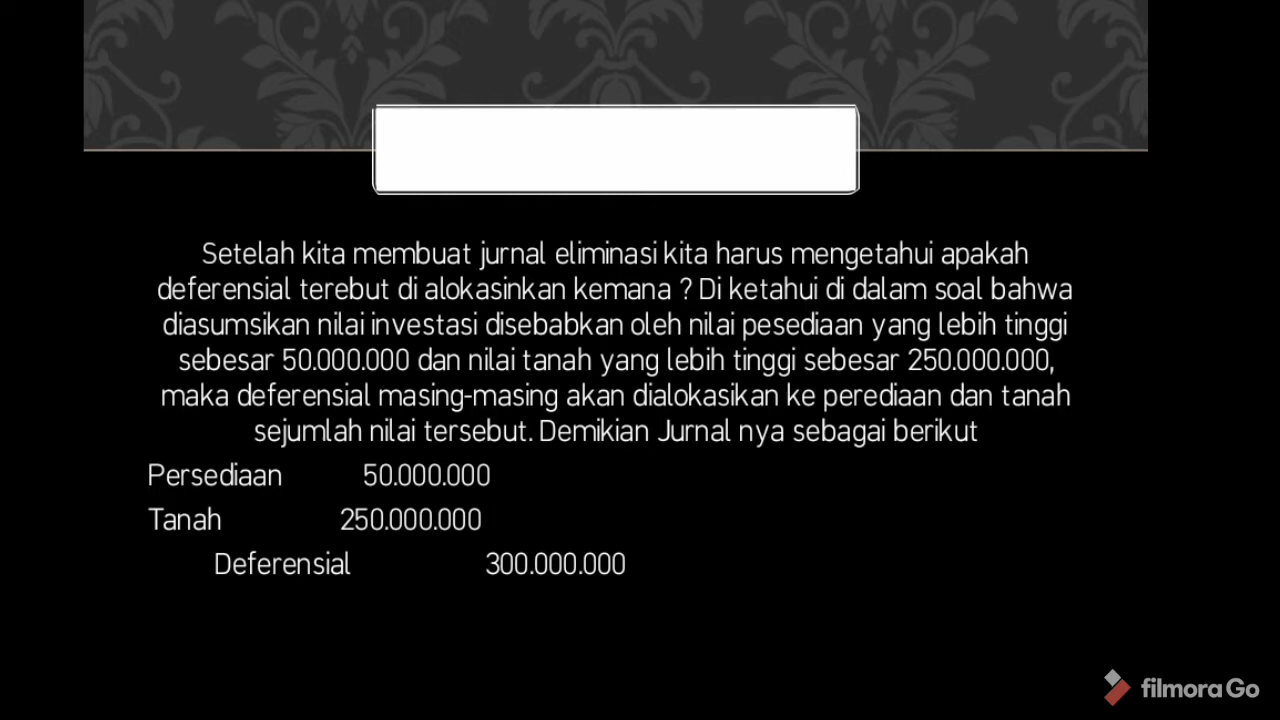 Setelah kita membuat jurnal eliminasi kita harus mengetahui apakah
deferensial terebut di alokasinkan kemana ? Di ketahui di dalam soal bahwa
diasumsikan nilai investasi disebabkan oleh nilai pesediaan yang lebih tinggi
sebesar 50.000.000 dan nilai tanah yang lebih tinggi sebesar 250.000.000,
maka deferensial masing-masing akan dialokasikan ke perediaan dan tanah
sejumlah nilai tersebut. Demikian Jurnal nya sebagai berikut
Persediaan 50.000.000
Tanah 250.000.000
Deferensial 300.000.000
filmora Go